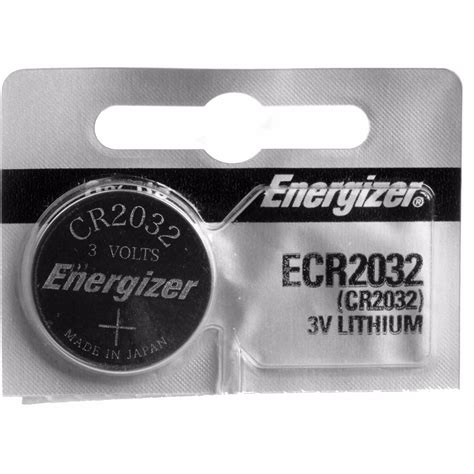 CR2032
3 VOLTS
Energizer
+
MADE IN JAPAN
Energizer®
ECR2032
(CR2032)
3V LITHIUM